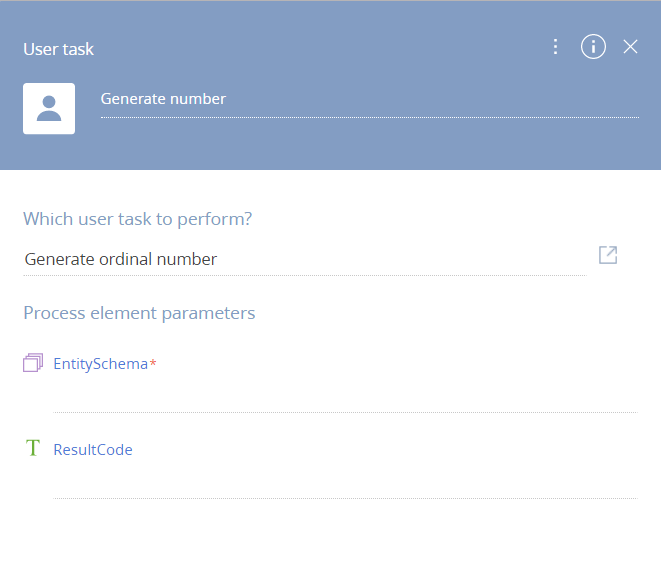 User task
Generate number
Which user task to perform?
Generate ordinal number
Process element parameters
EntitySchema*
T ResultCode